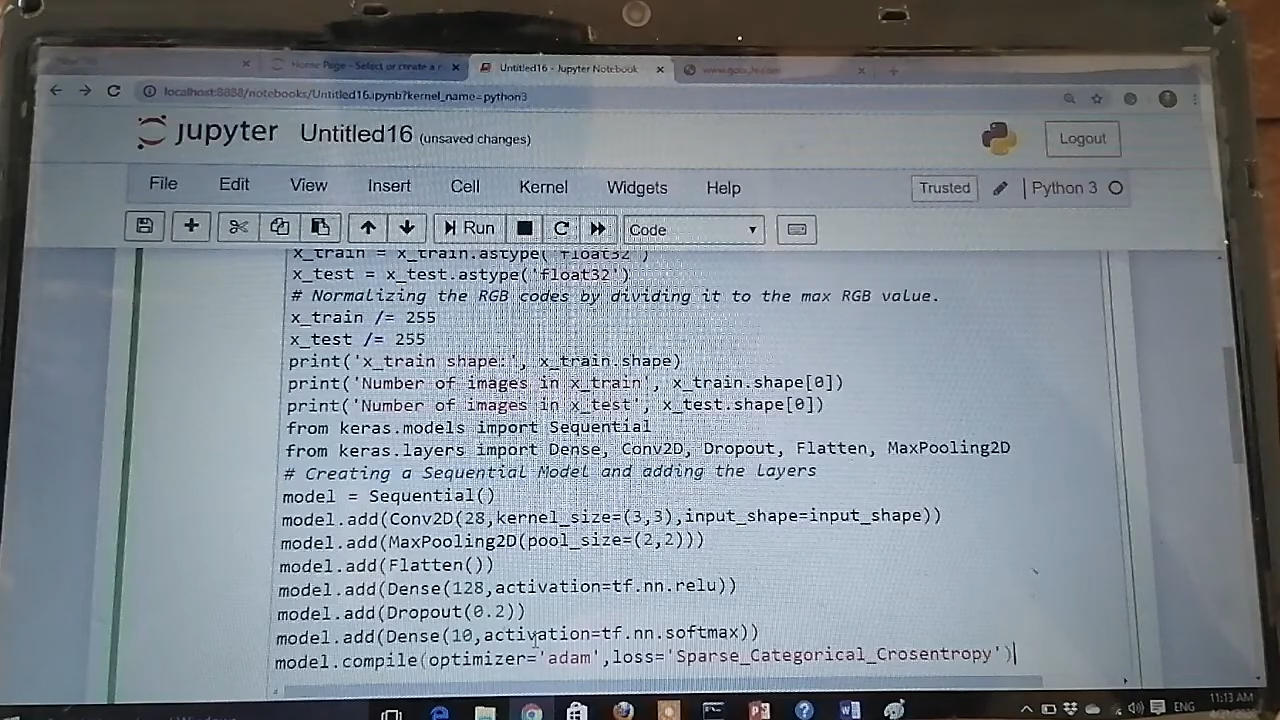 Home Page - Select or create a n
Untitled16 - Jupyter Notebook
localhost:8888/notebooks/Untitled16.ipynb?kernel_name=python3
jupyter Untitled16 (unsaved changes)
Logout
File Edit View Insert Cell Kernel Widgets Help
Trusted Python 3
Run Code
x_train = x_train.astype('float32')
x_test = x_test.astype('float32')
# Normalizing the RGB codes by dividing it to the max RGB value.
x_train /= 255
x_test /= 255
print('x_train shape:', x_train.shape)
print('Number of images in x_train', x_train.shape[0])
print('Number of images in x_test', x_test.shape[0])
from keras.models import Sequential
from keras.layers import Dense, Conv2D, Dropout, Flatten, MaxPooling2D
# Creating a Sequential Model and adding the layers
model = Sequential()
model.add(Conv2D(28,kernel_size=(3,3),input_shape=input_shape))
model.add(MaxPooling2D(pool_size=(2,2)))
model.add(Flatten())
model.add(Dense(128,activation=tf.nn.relu))
model.add(Dropout(0.2))
model.add(Dense(10,activation=tf.nn.softmax))
model.compile(optimizer='adam',loss='Sparse_Categorical_Crosentropy')
ENG
11:13 AM